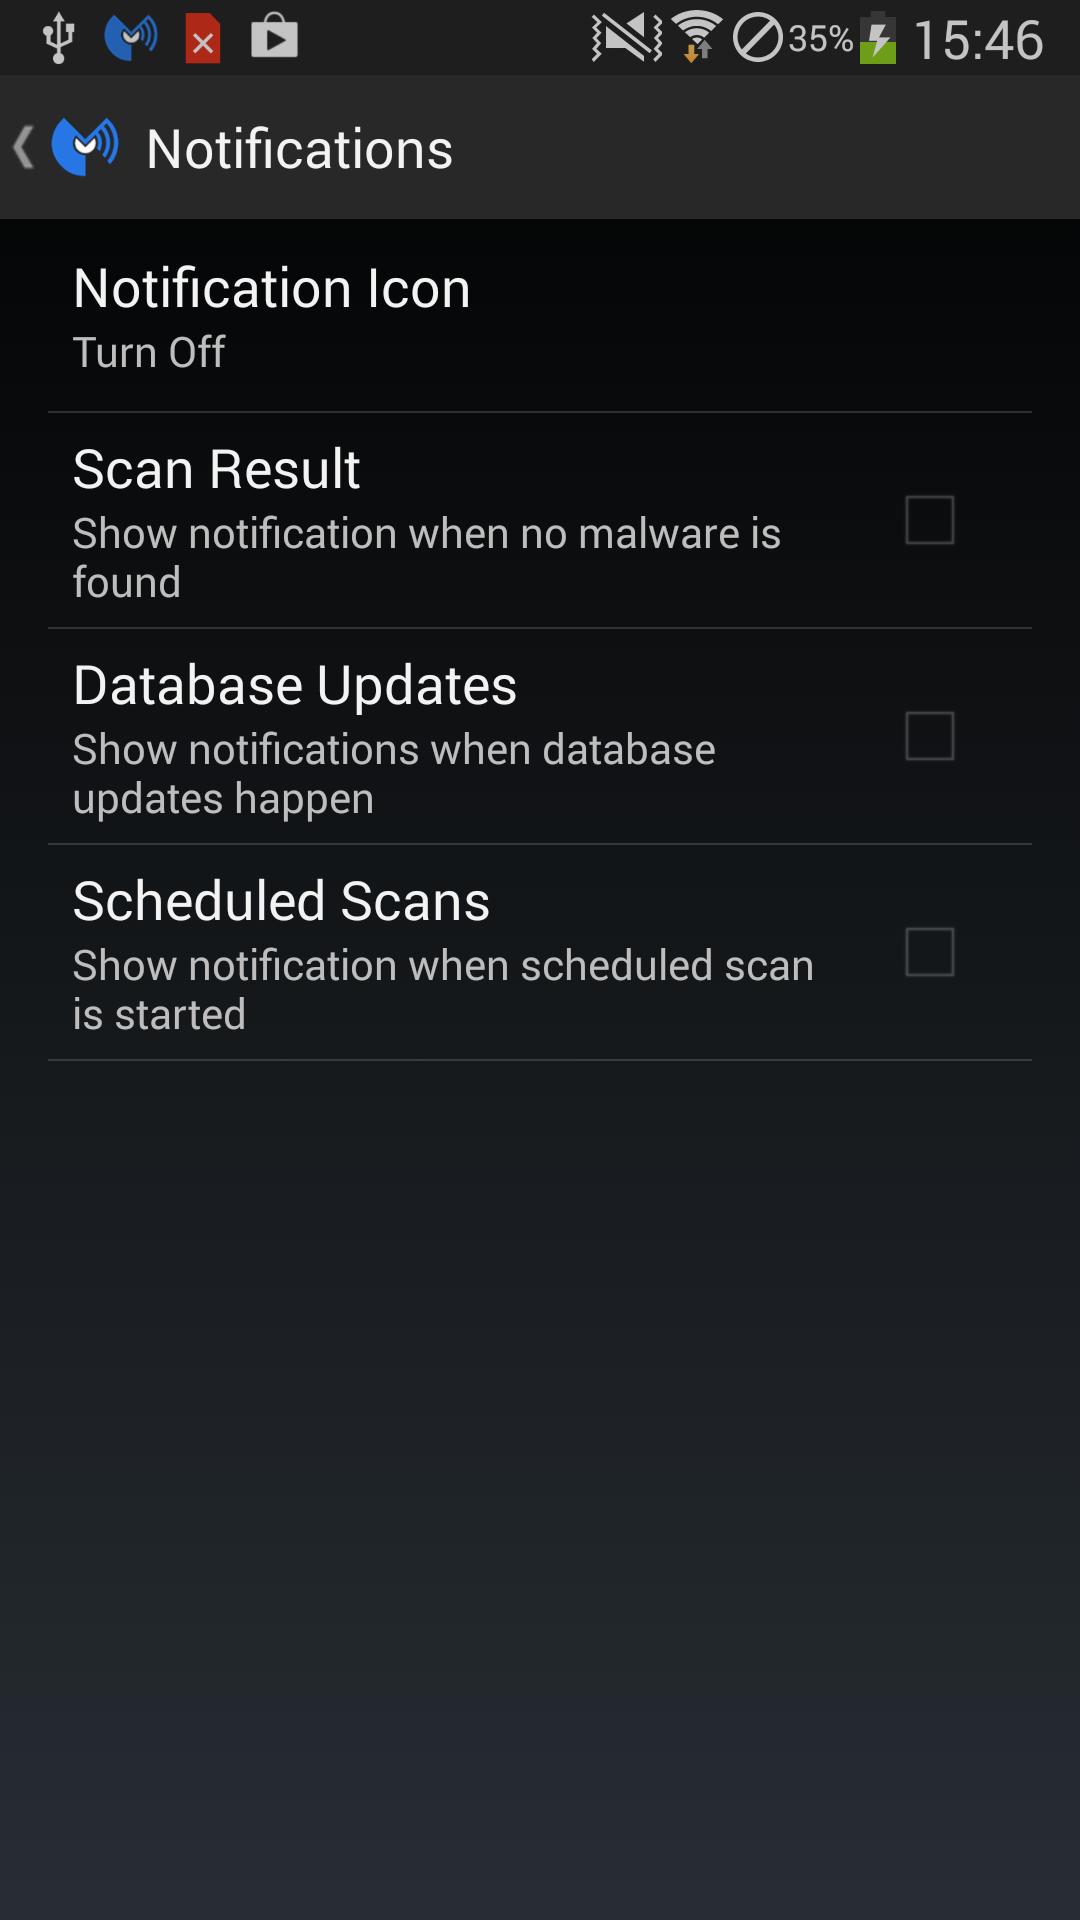 35% 15:46
Notifications
Notification Icon
Turn Off
Scan Result
Show notification when no malware is
found
Database Updates
Show notifications when database
updates happen
Scheduled Scans
Show notification when scheduled scan
is started